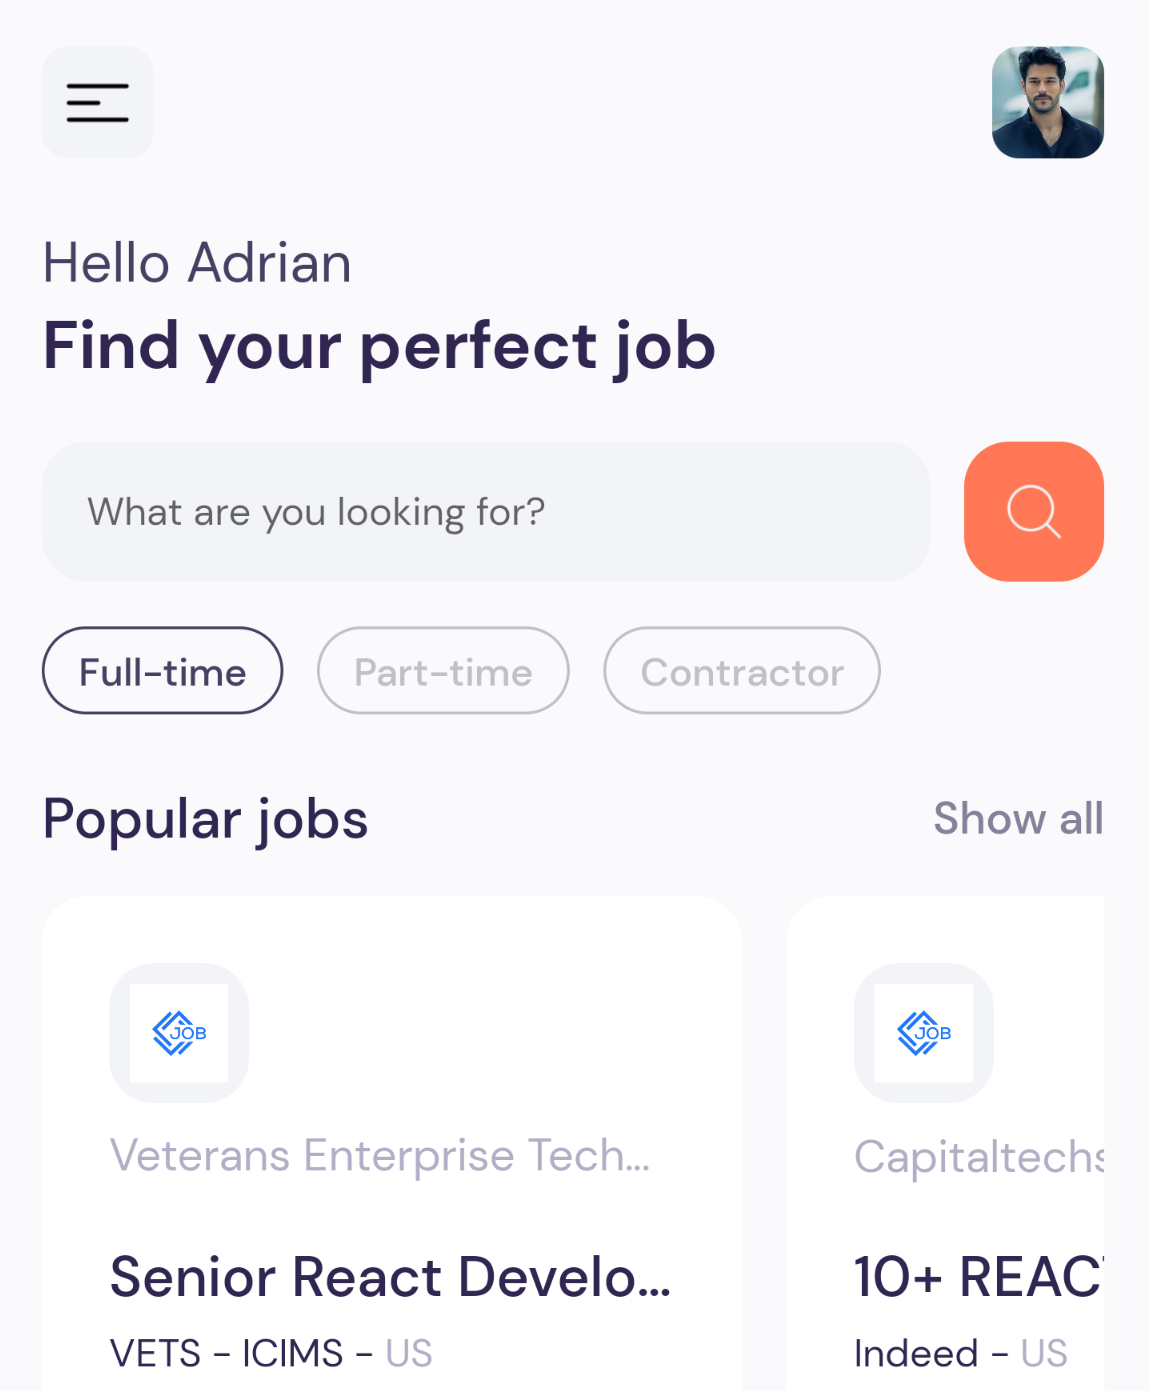 Hello Adrian
Find your perfect job
What are you looking for?
Full-time Part-time Contractor
Popular jobs Show all
JOB JOB
Veterans Enterprise Tech... Capitaltechs
Senior React Develo... 10+ REACT
VETS - ICIMS - US Indeed - US